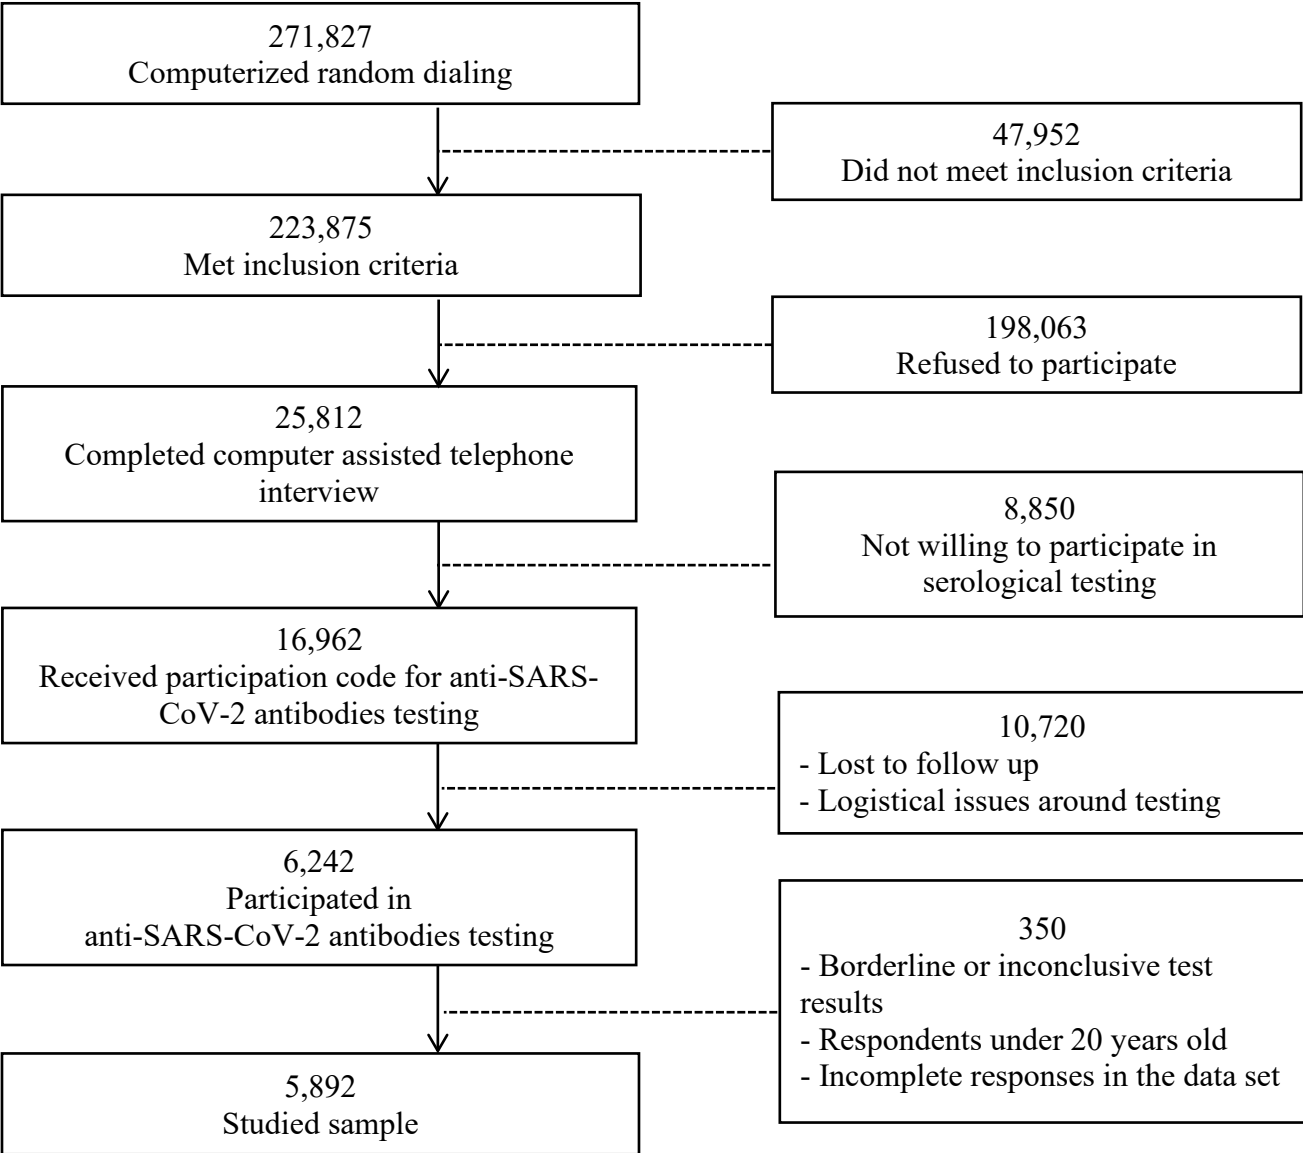 271,827
Computerized random dialing
47,952
Did not meet inclusion criteria
223,875
Met inclusion criteria
198,063
Refused to participate
25,812
Completed computer assisted telephone
interview
8,850
Not willing to participate in
serological testing
16,962
Received participation code for anti-SARS-
CoV-2 antibodies testing
10,720
- Lost to follow up
- Logistical issues around testing
6,242
Participated in
anti-SARS-CoV-2 antibodies testing
350
- Borderline or inconclusive test
results
- Respondents under 20 years old
- Incomplete responses in the data set
5,892
Studied sample